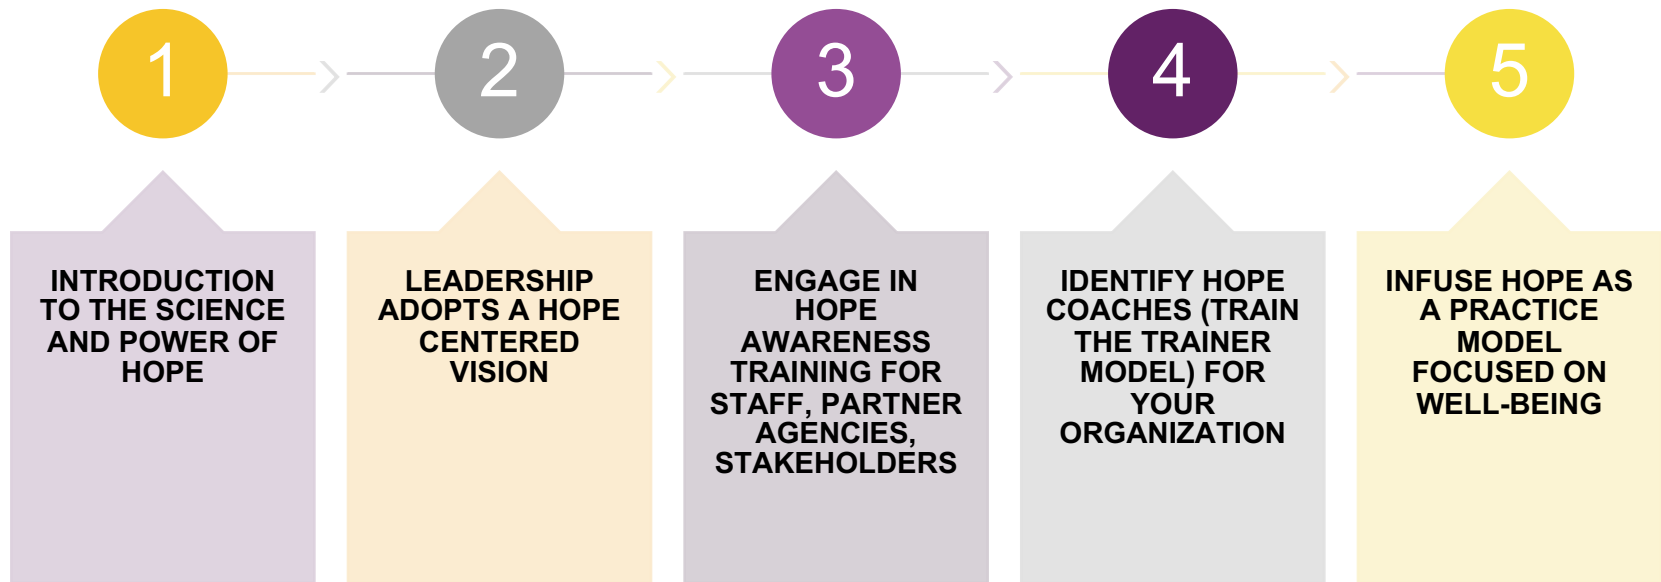 1
2
3
4
5
INTRODUCTION
TO THE SCIENCE
AND POWER OF
HOPE
LEADERSHIP
ADOPTS A HOPE
CENTERED
VISION
ENGAGE IN
HOPE
AWARENESS
TRAINING FOR
STAFF, PARTNER
AGENCIES,
STAKEHOLDERS
IDENTIFY HOPE
COACHES (TRAIN
THE TRAINER
MODEL) FOR
YOUR
ORGANIZATION
INFUSE HOPE AS
A PRACTICE
MODEL
FOCUSED ON
WELL-BEING